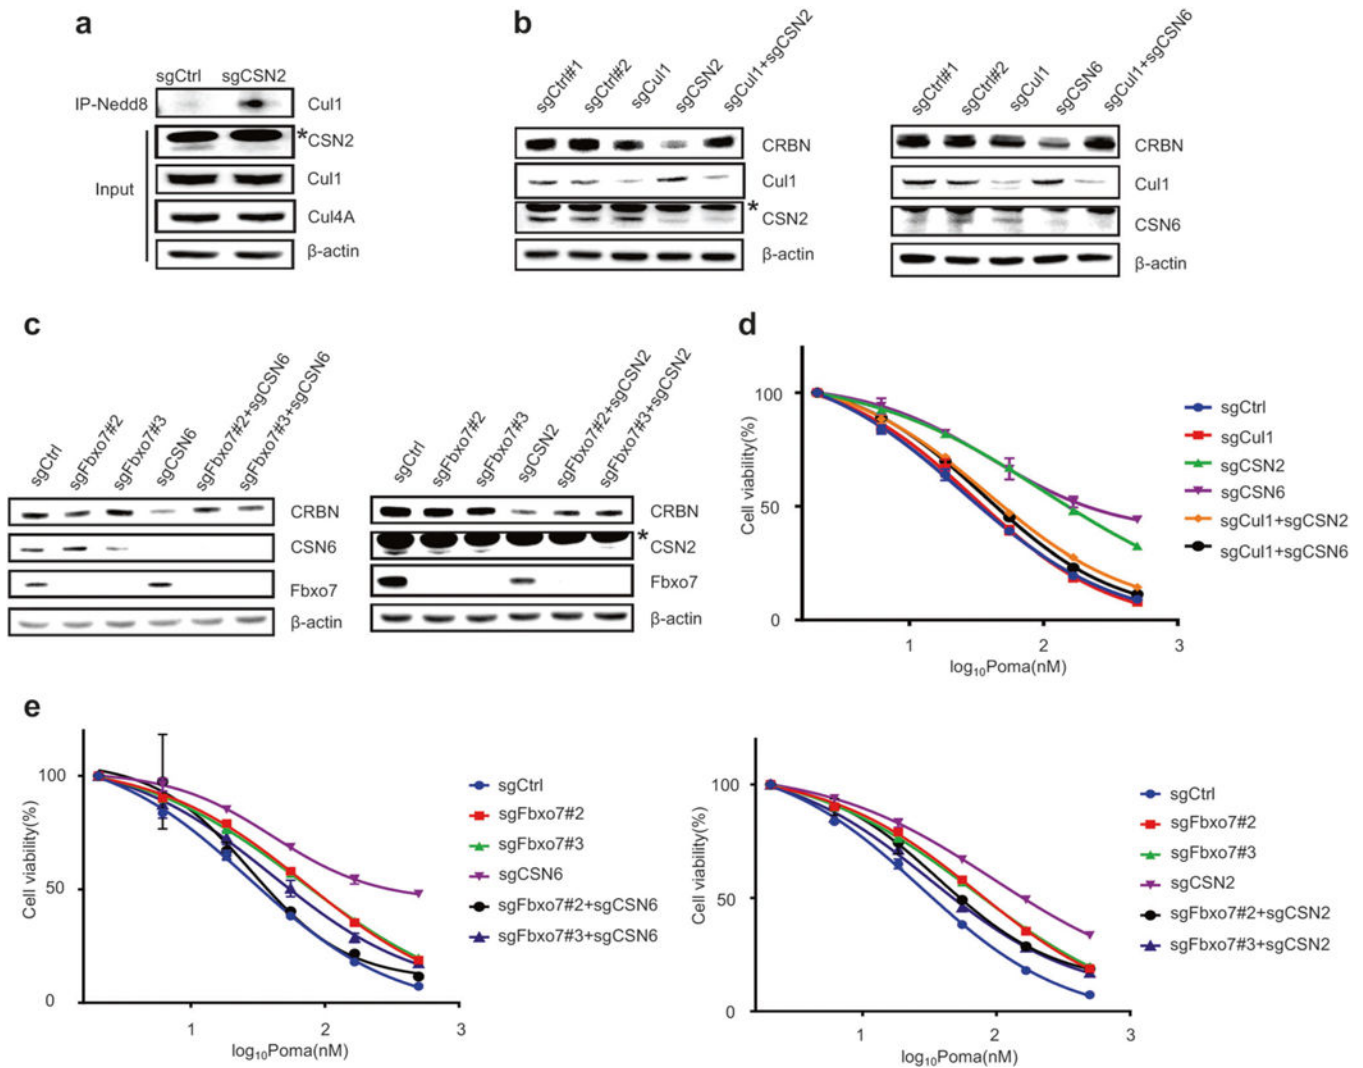 a
sgCtrl sgCSN2
IP-Nedd8
Cul1
*CSN2
Cul1
Input
Cul4A
β-actin
b
sgCtrl#1 sgCtrl#2 sgCul1 sgCSN2 sgCul1+sgCSN2
CRBN
Cul1
*
CSN2
β-actin
sgCtrl#1 sgCtrl#2 sgCul1 sgCSN6 sgCul1+sgCSN6
CRBN
Cul1
CSN6
β-actin
c
sgCtrl sgFbxo7#2 sgFbxo7#3 sgCSN6 sgFbxo7#2+sgCSN6 sgFbxo7#3+sgCSN6
CRBN
CSN6
Fbxo7
β-actin
sgCtrl sgFbxo7#2 sgFbxo7#3 sgCSN2 sgFbxo7#2+sgCSN2 sgFbxo7#3+sgCSN2
CRBN
*
CSN2
Fbxo7
β-actin
d
Cell viability(%)
100
50
0
1 2 3
log10Poma(nM)
sgCtrl
sgCul1
sgCSN2
sgCSN6
sgCul1+sgCSN2
sgCul1+sgCSN6
e
Cell viability(%)
100
50
0
1 2 3
log10Poma(nM)
sgCtrl
sgFbxo7#2
sgFbxo7#3
sgCSN6
sgFbxo7#2+sgCSN6
sgFbxo7#3+sgCSN6
Cell viability(%)
100
50
0
1 2 3
log10Poma(nM)
sgCtrl
sgFbxo7#2
sgFbxo7#3
sgCSN2
sgFbxo7#2+sgCSN2
sgFbxo7#3+sgCSN2